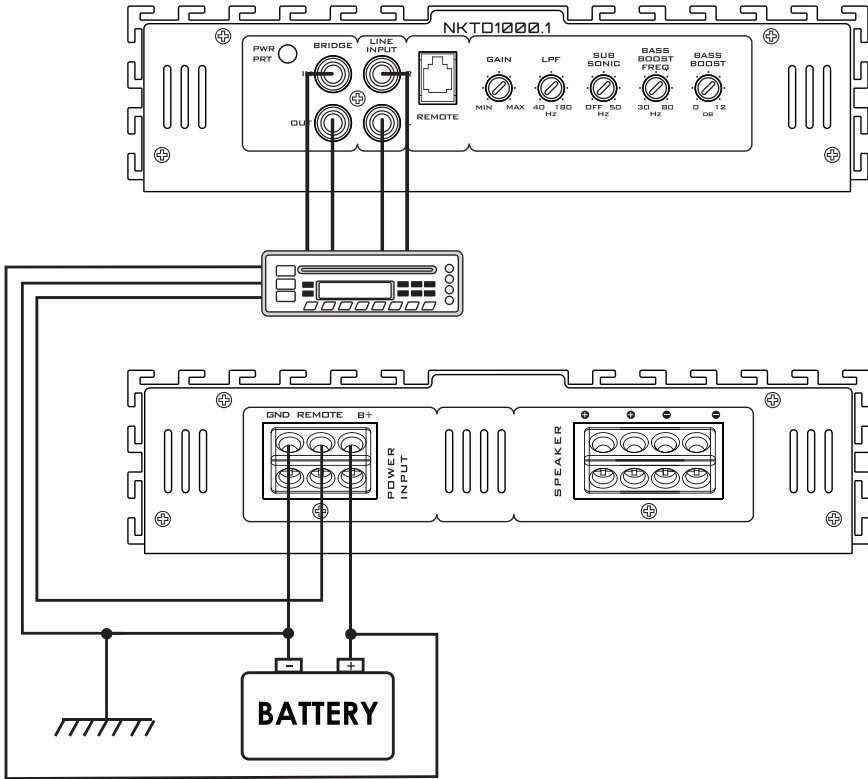 NKTD1000.1
PWR
PRT
BRIDGE
LINE
INPUT
IN
R
OUT
L
REMOTE
GAIN
MIN MAX
LPF
40 180
Hz
SUB
SONIC
OFF 50
Hz
BASS
BOOST
FREQ
30 80
Hz
BASS
BOOST
0 12
DB
GND REMOTE B+
POWER
INPUT
SPEAKER
+ + − −
− +
BATTERY